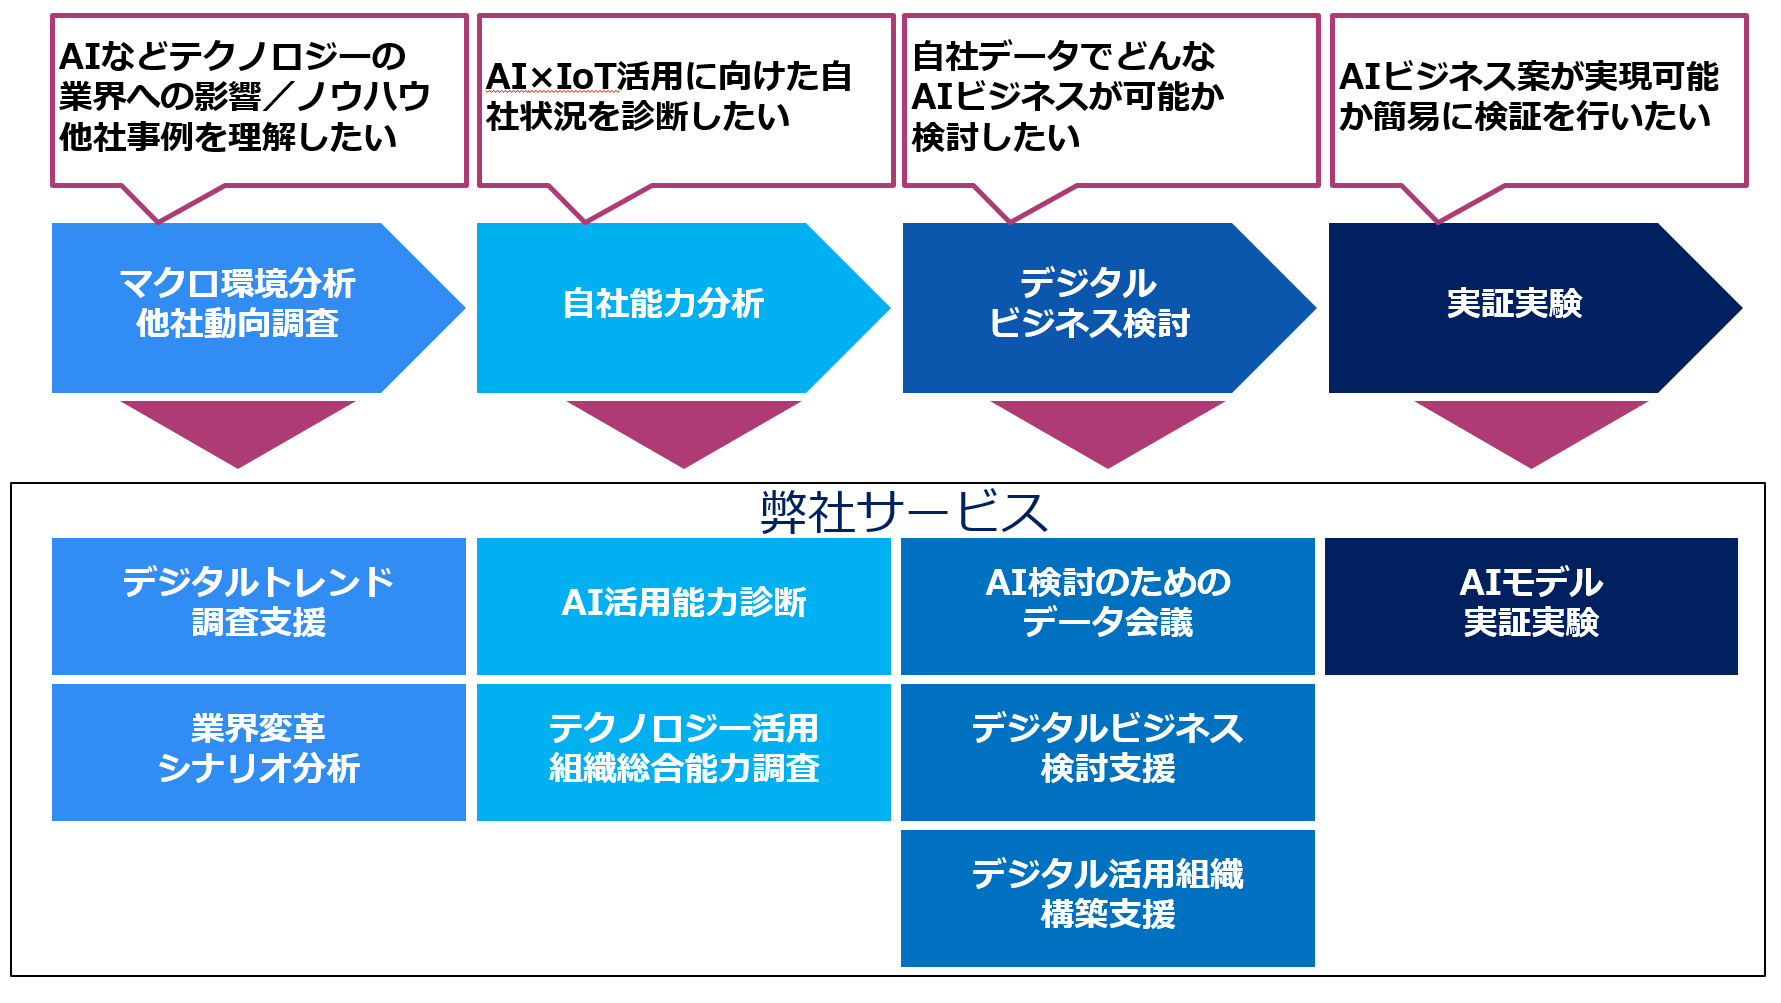 AIなどテクノロジーの
業界への影響／ノウハウ
他社事例を理解したい
AI×IoT活用に向けた自
社状況を診断したい
自社データでどんな
AIビジネスが可能か
検討したい
AIビジネス案が実現可能
か簡易に検証を行いたい
マクロ環境分析
他社動向調査
自社能力分析
デジタル
ビジネス検討
実証実験
弊社サービス
デジタルトレンド
調査支援
AI活用能力診断
AI検討のための
データ会議
AIモデル
実証実験
業界変革
シナリオ分析
テクノロジー活用
組織総合能力調査
デジタルビジネス
検討支援
デジタル活用組織
構築支援